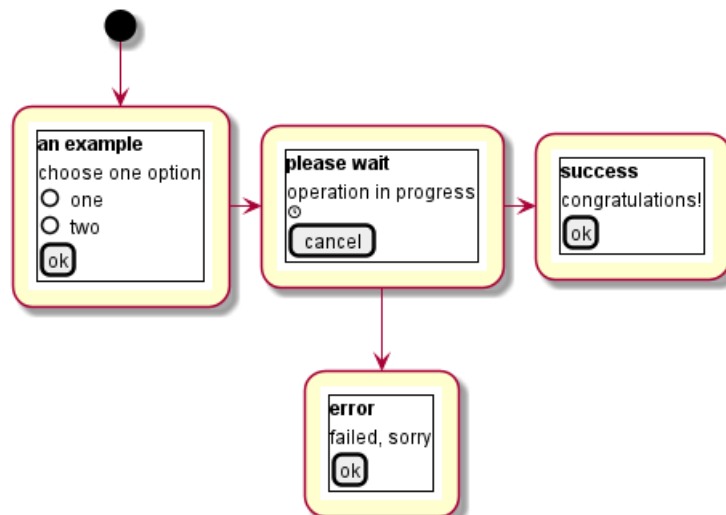 an example
choose one option
one
two
ok
please wait
operation in progress
cancel
success
congratulations!
ok
error
failed, sorry
ok